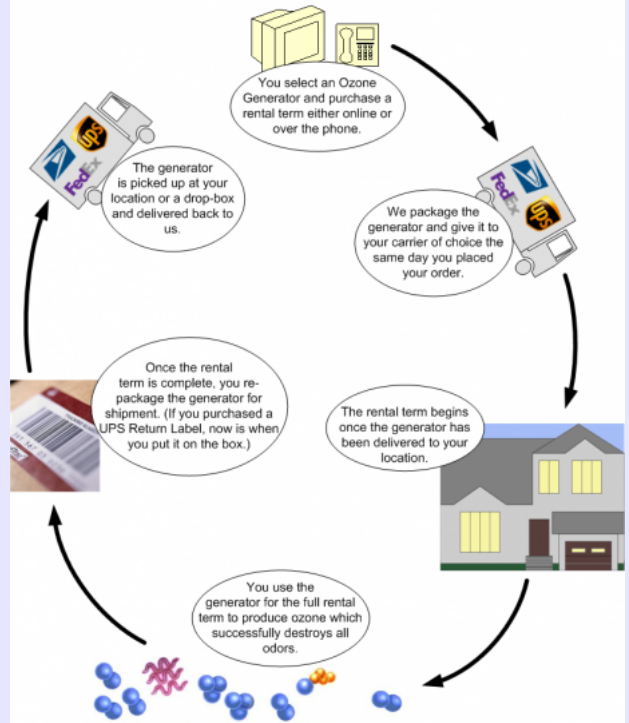 You select an Ozone
Generator and purchase a
rental term either online or
over the phone.
ups
FedEx
The generator
is picked up at your
location or a drop-box
and delivered back to
us.
FedEx
ups
We package the
generator and give it to
your carrier of choice the
same day you placed
your order.
Once the rental
term is complete, you re-
package the generator for
shipment. (If you purchased a
UPS Return Label, now is when
you put it on the box.)
The rental term begins
once the generator has
been delivered to your
location.
You use the
generator for the full rental
term to produce ozone which
successfully destroys all
odors.